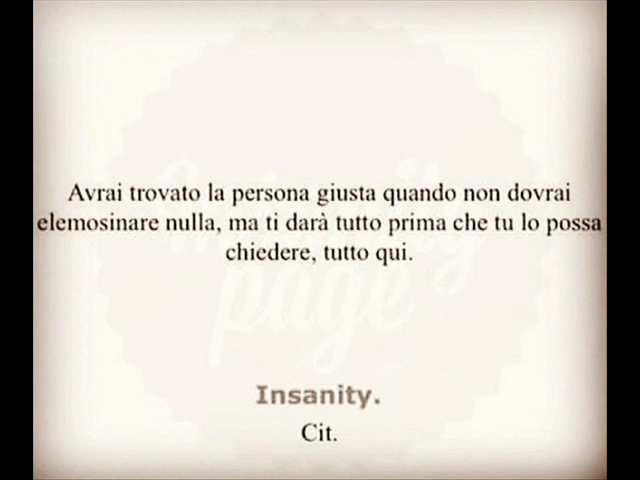 Avrai trovato la persona giusta quando non dovrai
elemosinare nulla, ma ti darà tutto prima che tu lo possa
chiedere, tutto qui.
page
Insanity.
Cit.